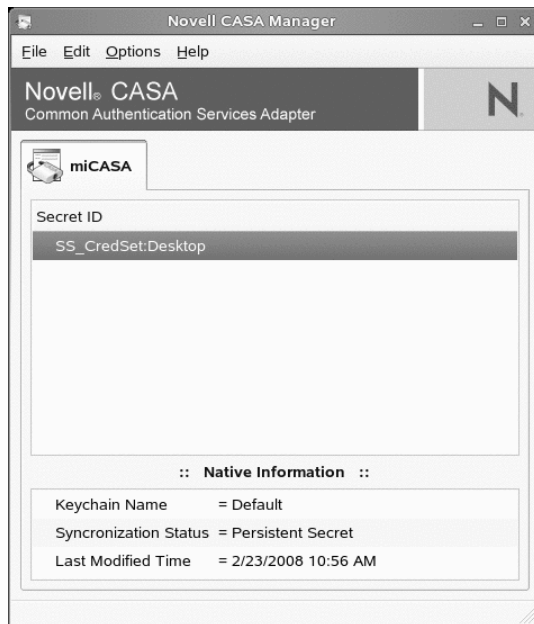 Novell CASA Manager
File Edit Options Help
Novell® CASA
Common Authentication Services Adapter
N.
miCASA
Secret ID
SS_CredSet:Desktop
:: Native Information ::
Keychain Name = Default
Syncronization Status = Persistent Secret
Last Modified Time = 2/23/2008 10:56 AM